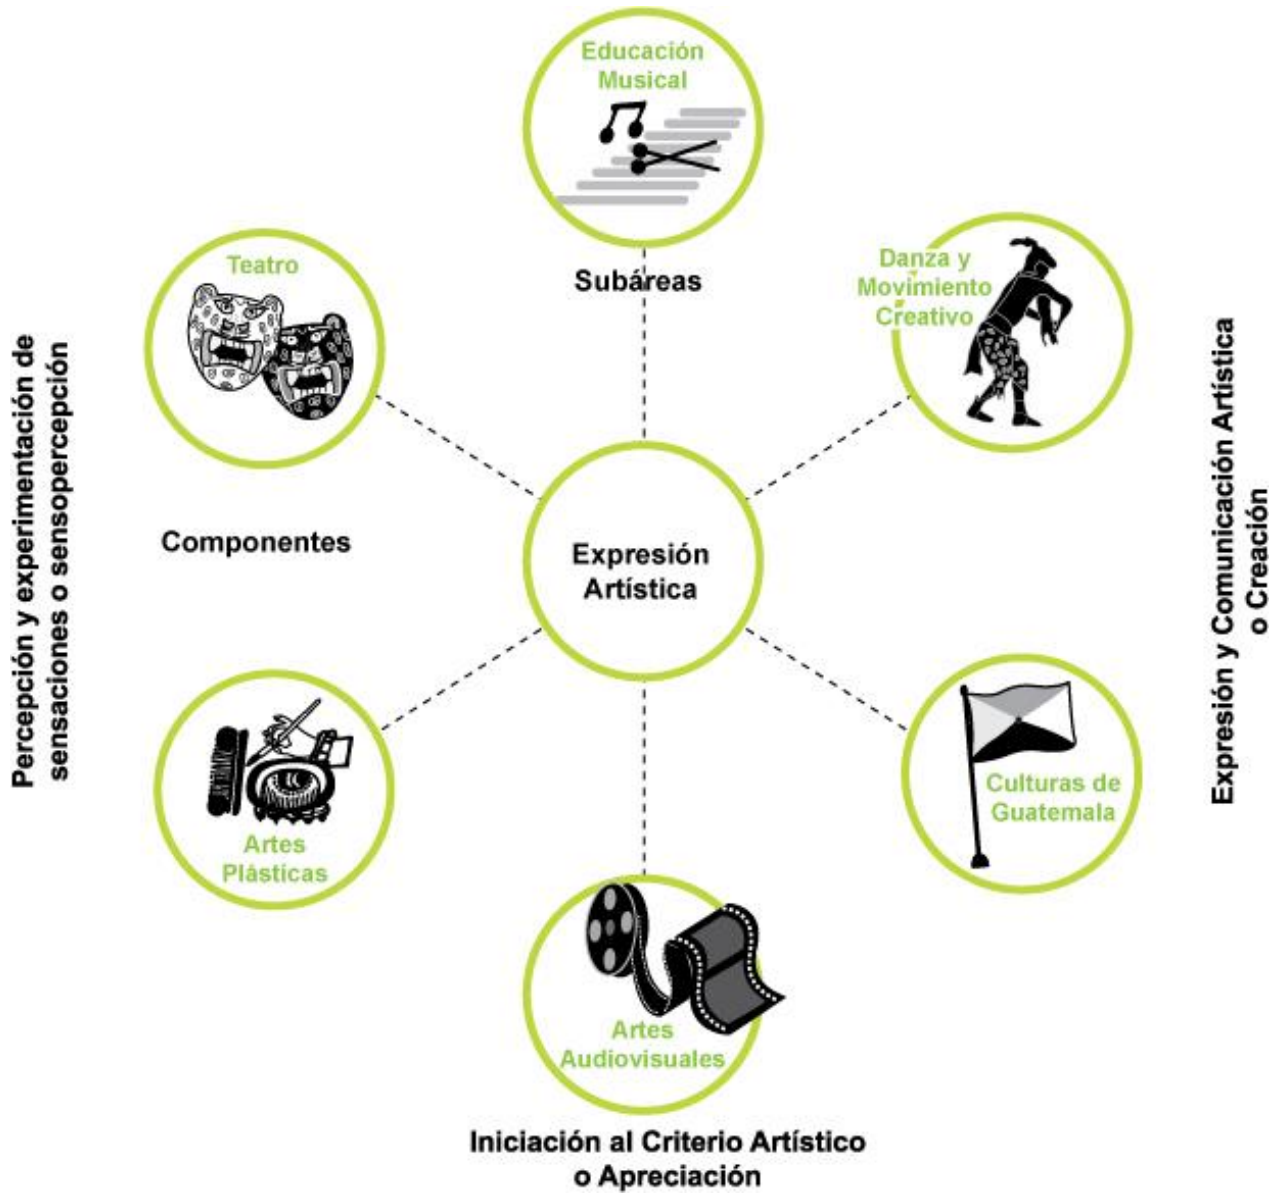 Educación
Musical
Subáreas
Teatro
Danza y
Movimiento
Creativo
Percepción y experimentación de
sensaciones o sensopercepción
Componentes
Expresión
Artística
Expresión y Comunicación Artística
o Creación
Artes
Plásticas
Culturas de
Guatemala
Artes
Audiovisuales
Iniciación al Criterio Artístico
o Apreciación